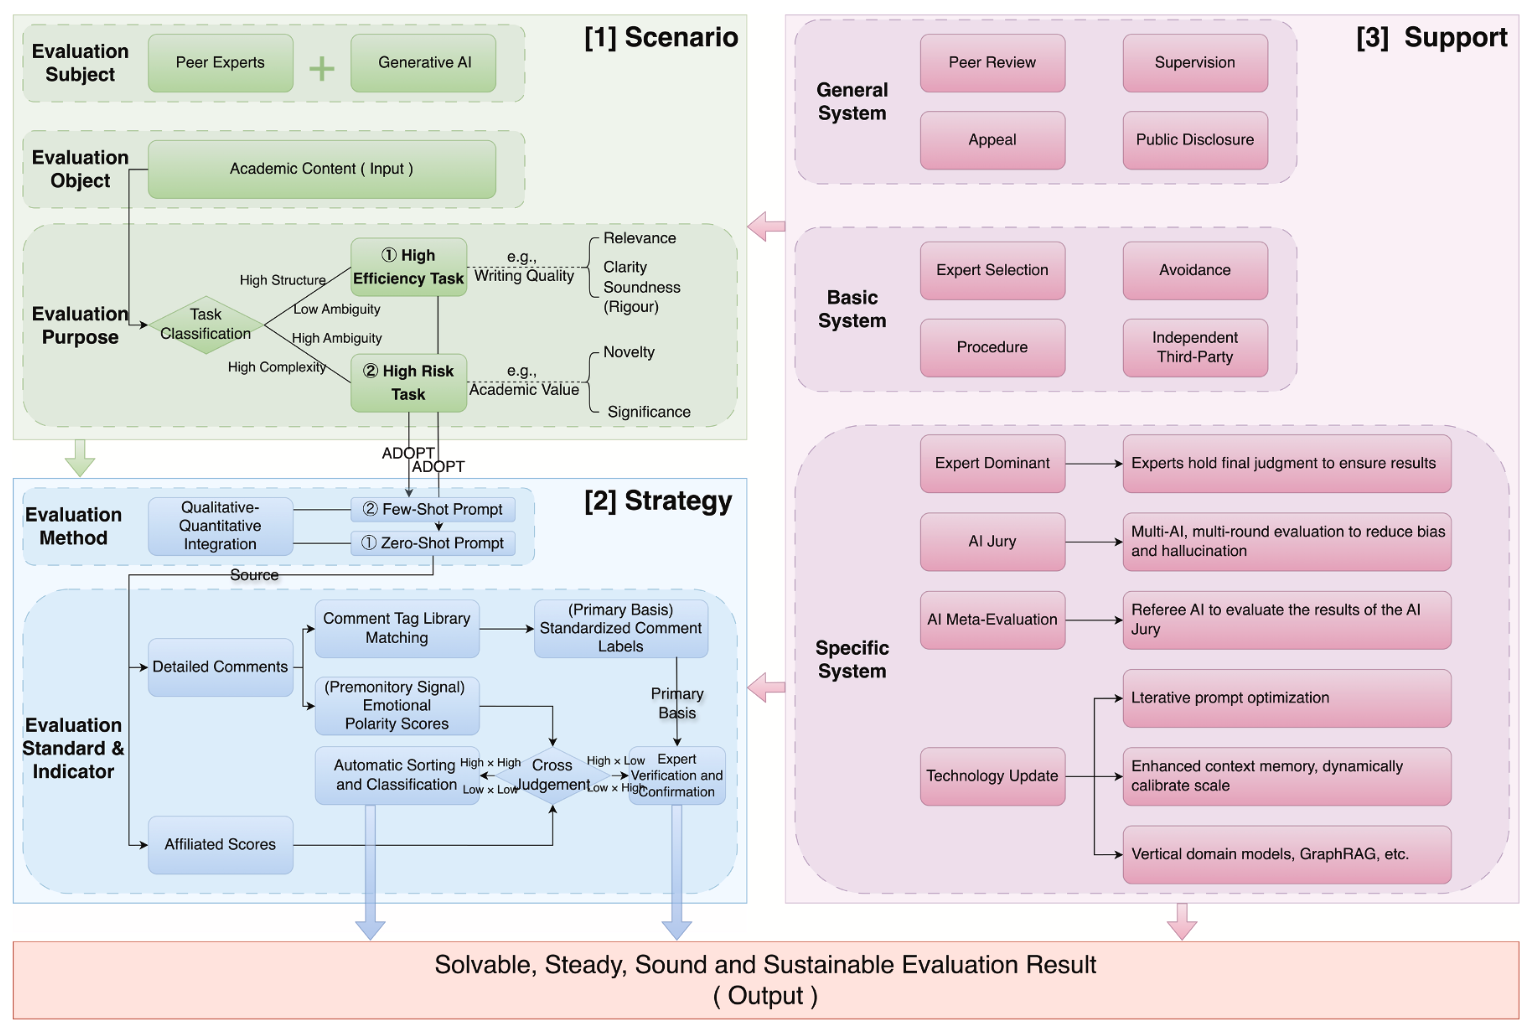 [1] Scenario
Evaluation
Subject
Peer Experts
+
Generative AI
Evaluation
Object
Academic Content ( Input )
Evaluation
Purpose
Task
Classification
High Structure
Low Ambiguity
High Ambiguity
High Complexity
① High
Efficiency Task
② High Risk
Task
e.g.,
Writing Quality
Relevance
Clarity
Soundness
(Rigour)
e.g.,
Academic Value
Novelty
Significance
ADOPT
ADOPT
[2] Strategy
Evaluation
Method
Qualitative-
Quantitative
Integration
② Few-Shot Prompt
① Zero-Shot Prompt
Source
Evaluation
Standard &
Indicator
Detailed Comments
Comment Tag Library
Matching
(Primary Basis)
Standardized Comment
Labels
(Premonitory Signal)
Emotional
Polarity Scores
Primary
Basis
Automatic Sorting
and Classification
High × High
Low × Low
Cross
Judgement
High × Low
Low × High
Expert
Verification and
Confirmation
Affiliated Scores
[3] Support
General
System
Peer Review
Supervision
Appeal
Public Disclosure
Basic
System
Expert Selection
Avoidance
Procedure
Independent
Third-Party
Specific
System
Expert Dominant
Experts hold final judgment to ensure results
AI Jury
Multi-AI, multi-round evaluation to reduce bias
and hallucination
AI Meta-Evaluation
Referee AI to evaluate the results of the AI
Jury
Technology Update
Lterative prompt optimization
Enhanced context memory, dynamically
calibrate scale
Vertical domain models, GraphRAG, etc.
Solvable, Steady, Sound and Sustainable Evaluation Result
( Output )